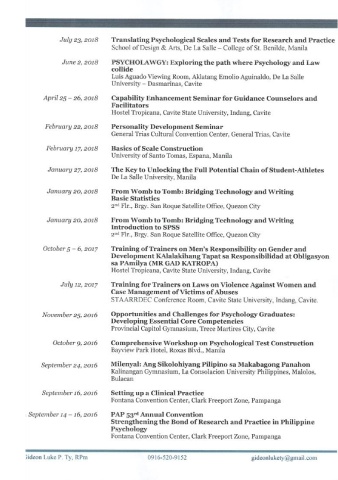 July 23, 2018 Translating Psychological Scales and Tests for Research and Practice
School of Design & Arts, De La Salle – College of St. Benilde, Manila
June 2, 2018 PSYCHOLAWGY: Exploring the path where Psychology and Law
collide
Luis Aguado Viewing Room, Aklatang Emilio Aguinaldo, De La Salle
University – Dasmarinas, Cavite
April 25 – 26, 2018 Capability Enhancement Seminar for Guidance Counselors and
Facilitators
Hostel Tropicana, Cavite State University, Indang, Cavite
February 22, 2018 Personality Development Seminar
General Trias Cultural Convention Center, General Trias, Cavite
February 17, 2018 Basics of Scale Construction
University of Santo Tomas, Espana, Manila
January 27, 2018 The Key to Unlocking the Full Potential Chain of Student-Athletes
De La Salle University, Manila
January 20, 2018 From Womb to Tomb: Bridging Technology and Writing
Basic Statistics
2nd Flr., Brgy. San Roque Satellite Office, Quezon City
January 20, 2018 From Womb to Tomb: Bridging Technology and Writing
Introduction to SPSS
2nd Flr., Brgy. San Roque Satellite Office, Quezon City
October 5 – 6, 2017 Training of Trainers on Men's Responsibility on Gender and
Development KAlalakihang Tapat sa Responsibilidad at Obligasyon
sa PAmilya (MR GAD KATROPA)
Hostel Tropicana, Cavite State University, Indang, Cavite
July 12, 2017 Training for Trainers on Laws on Violence Against Women and
Case Management of Victims of Abuses
STAARRDEC Conference Room, Cavite State University, Indang, Cavite
November 25, 2016 Opportunities and Challenges for Psychology Graduates:
Developing Essential Core Competencies
Provincial Capitol Gymnasium, Trece Martires City, Cavite
October 9, 2016 Comprehensive Workshop on Psychological Test Construction
Bayview Park Hotel, Roxas Blvd., Manila
September 24, 2016 Milenyal: Ang Sikolohiyang Pilipino sa Makabagong Panahon
Kalinangan Gymnasium, La Consolacion University Philippines, Malolos,
Bulacan
September 16, 2016 Setting up a Clinical Practice
Fontana Convention Center, Clark Freeport Zone, Pampanga
September 14 – 16, 2016 PAP 53rd Annual Convention
Strengthening the Bond of Research and Practice in Philippine
Psychology
Fontana Convention Center, Clark Freeport Zone, Pampanga
Gideon Luke P. Ty, RPm 0916-520-9152 gideonlukety@gmail.com